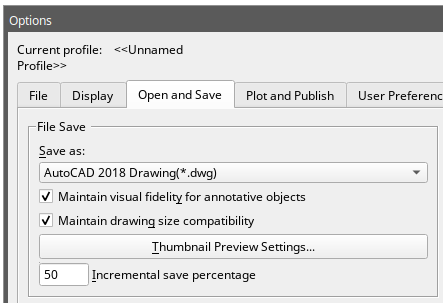 Options
Current profile: <<Unnamed
Profile>>
File Display Open and Save Plot and Publish User Preferenc
File Save
Save as:
AutoCAD 2018 Drawing(*.dwg)
Maintain visual fidelity for annotative objects
Maintain drawing size compatibility
Thumbnail Preview Settings...
50 Incremental save percentage